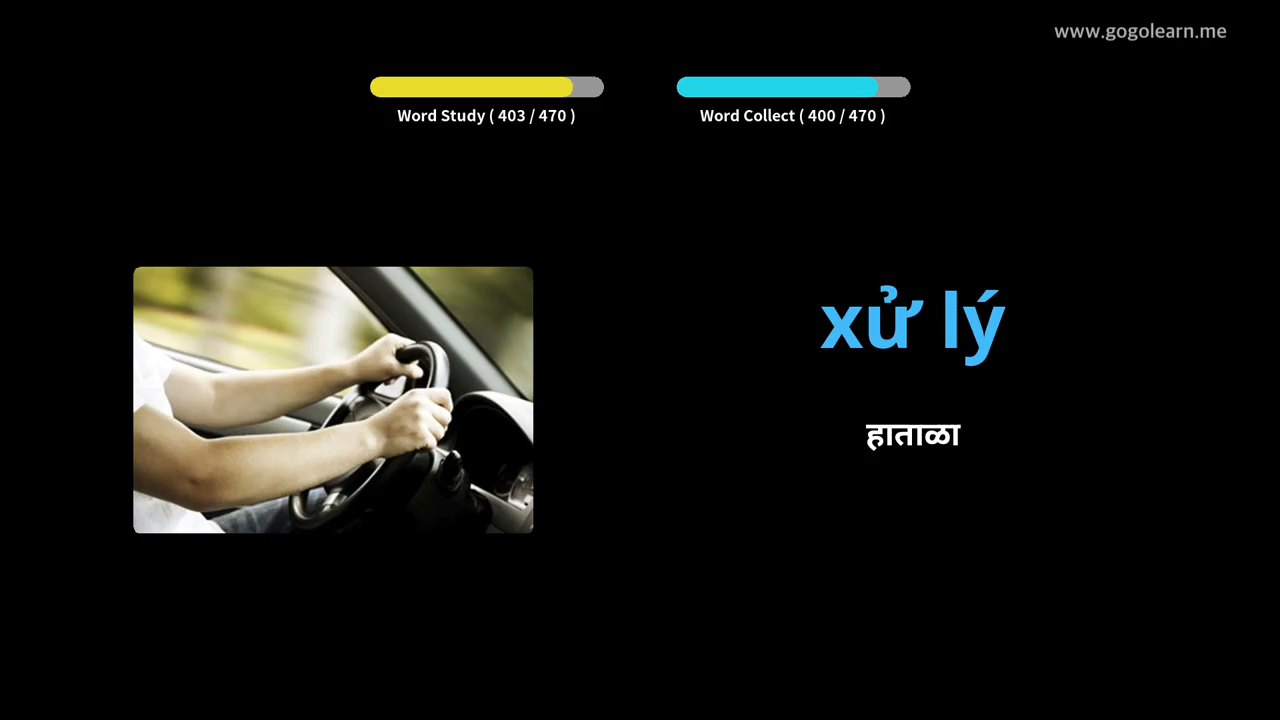 www.gogolearn.me
Word Study ( 403 / 470 )
Word Collect ( 400 / 470 )
xử lý
हाताळा